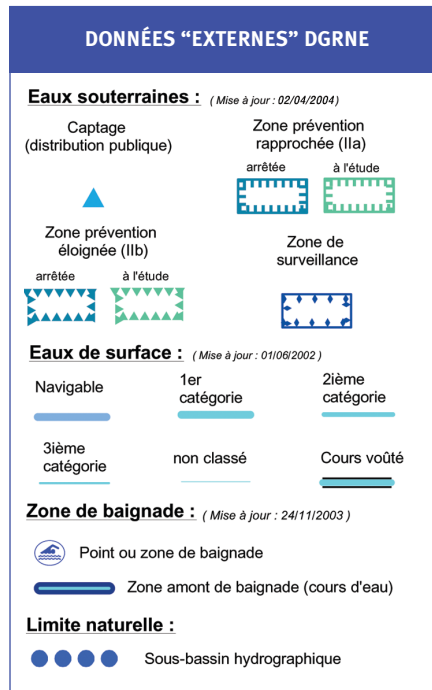 DONNÉES “EXTERNES” DGRNE
Eaux souterraines : ( Mise à jour : 02/04/2004)
Captage
(distribution publique)
Zone prévention
rapprochée (IIa)
arrêtée
à l'étude
Zone prévention
éloignée (IIb)
arrêtée
à l'étude
Zone de
surveillance
Eaux de surface : ( Mise à jour : 01/06/2002 )
Navigable
1er
catégorie
2ième
catégorie
3ième
catégorie
non classé
Cours voûté
Zone de baignade : ( Mise à jour : 24/11/2003 )
Point ou zone de baignade
Zone amont de baignade (cours d'eau)
Limite naturelle :
Sous-bassin hydrographique